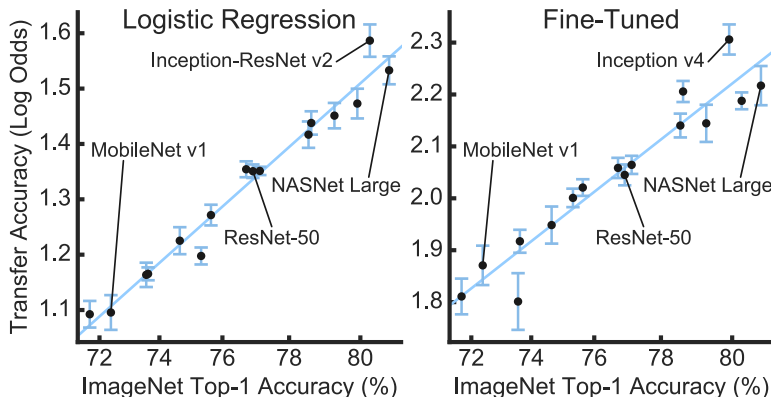 Logistic Regression
Transfer Accuracy (Log Odds)
1.6
1.5
1.4
1.3
1.2
1.1
Inception-ResNet v2
MobileNet v1
NASNet Large
ResNet-50
72 74 76 78 80
ImageNet Top-1 Accuracy (%)
Fine-Tuned
2.3
2.2
2.1
2.0
1.9
1.8
Inception v4
MobileNet v1
NASNet Large
ResNet-50
72 74 76 78 80
ImageNet Top-1 Accuracy (%)